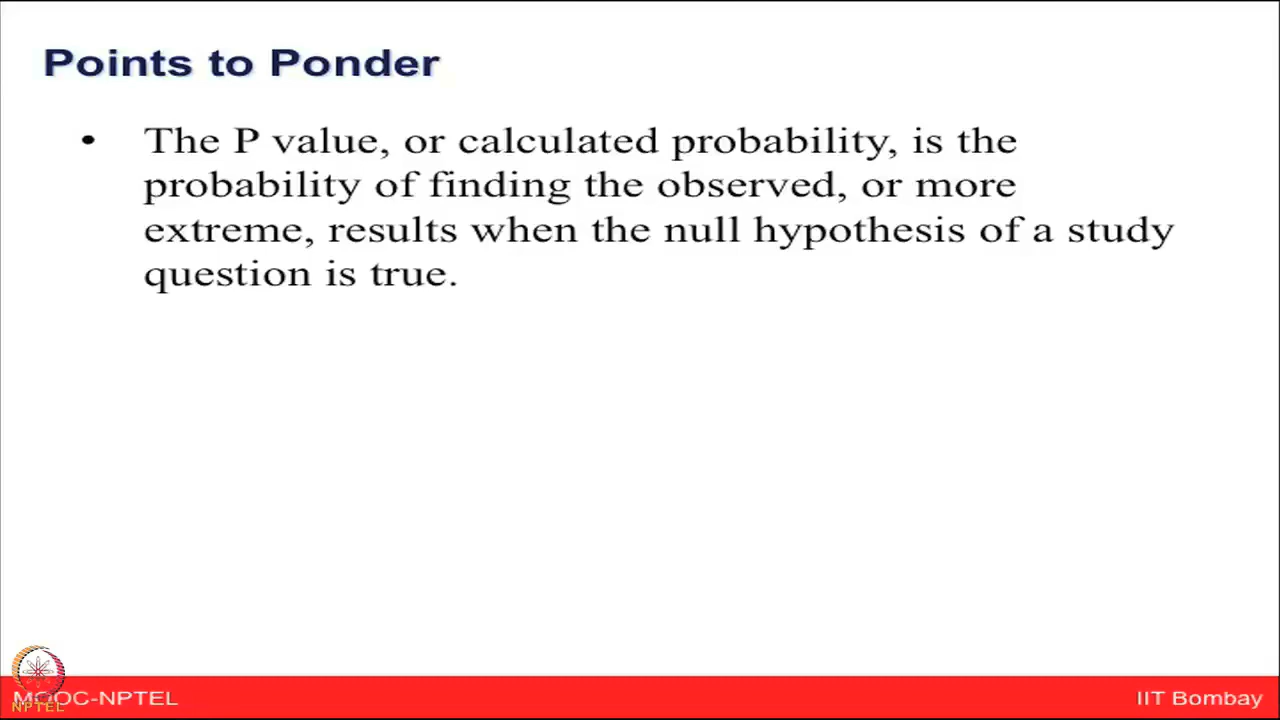 Points to Ponder
• The P value, or calculated probability, is the
probability of finding the observed, or more
extreme, results when the null hypothesis of a study
question is true.
MOOC-NPTEL
NPTEL
IIT Bombay